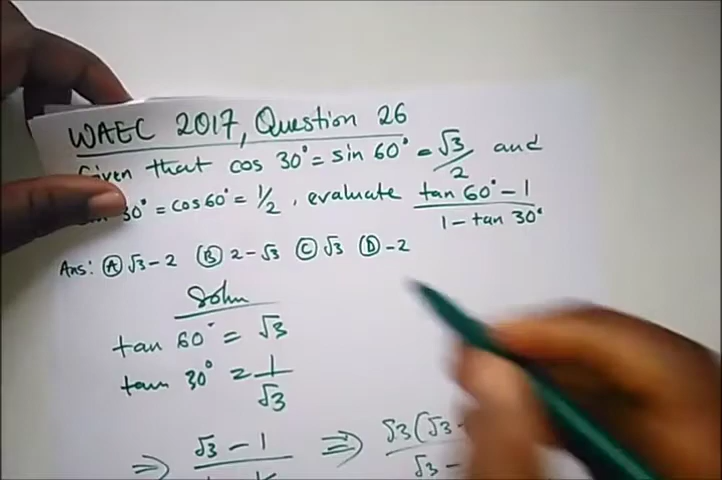 WAEC 2017, Question 26
Given that cos 30° = sin 60° = √3/2 and
30° = cos 60° = 1/2, evaluate (tan 60° - 1)/(1 - tan 30°)
Ans: Ⓐ √3 - 2 Ⓑ 2 - √3 Ⓒ √3 Ⓓ -2
Soln
tan 60° = √3
tan 30° = 1/√3
⇒ √3 - 1 ⇒ √3(√3
√3 -